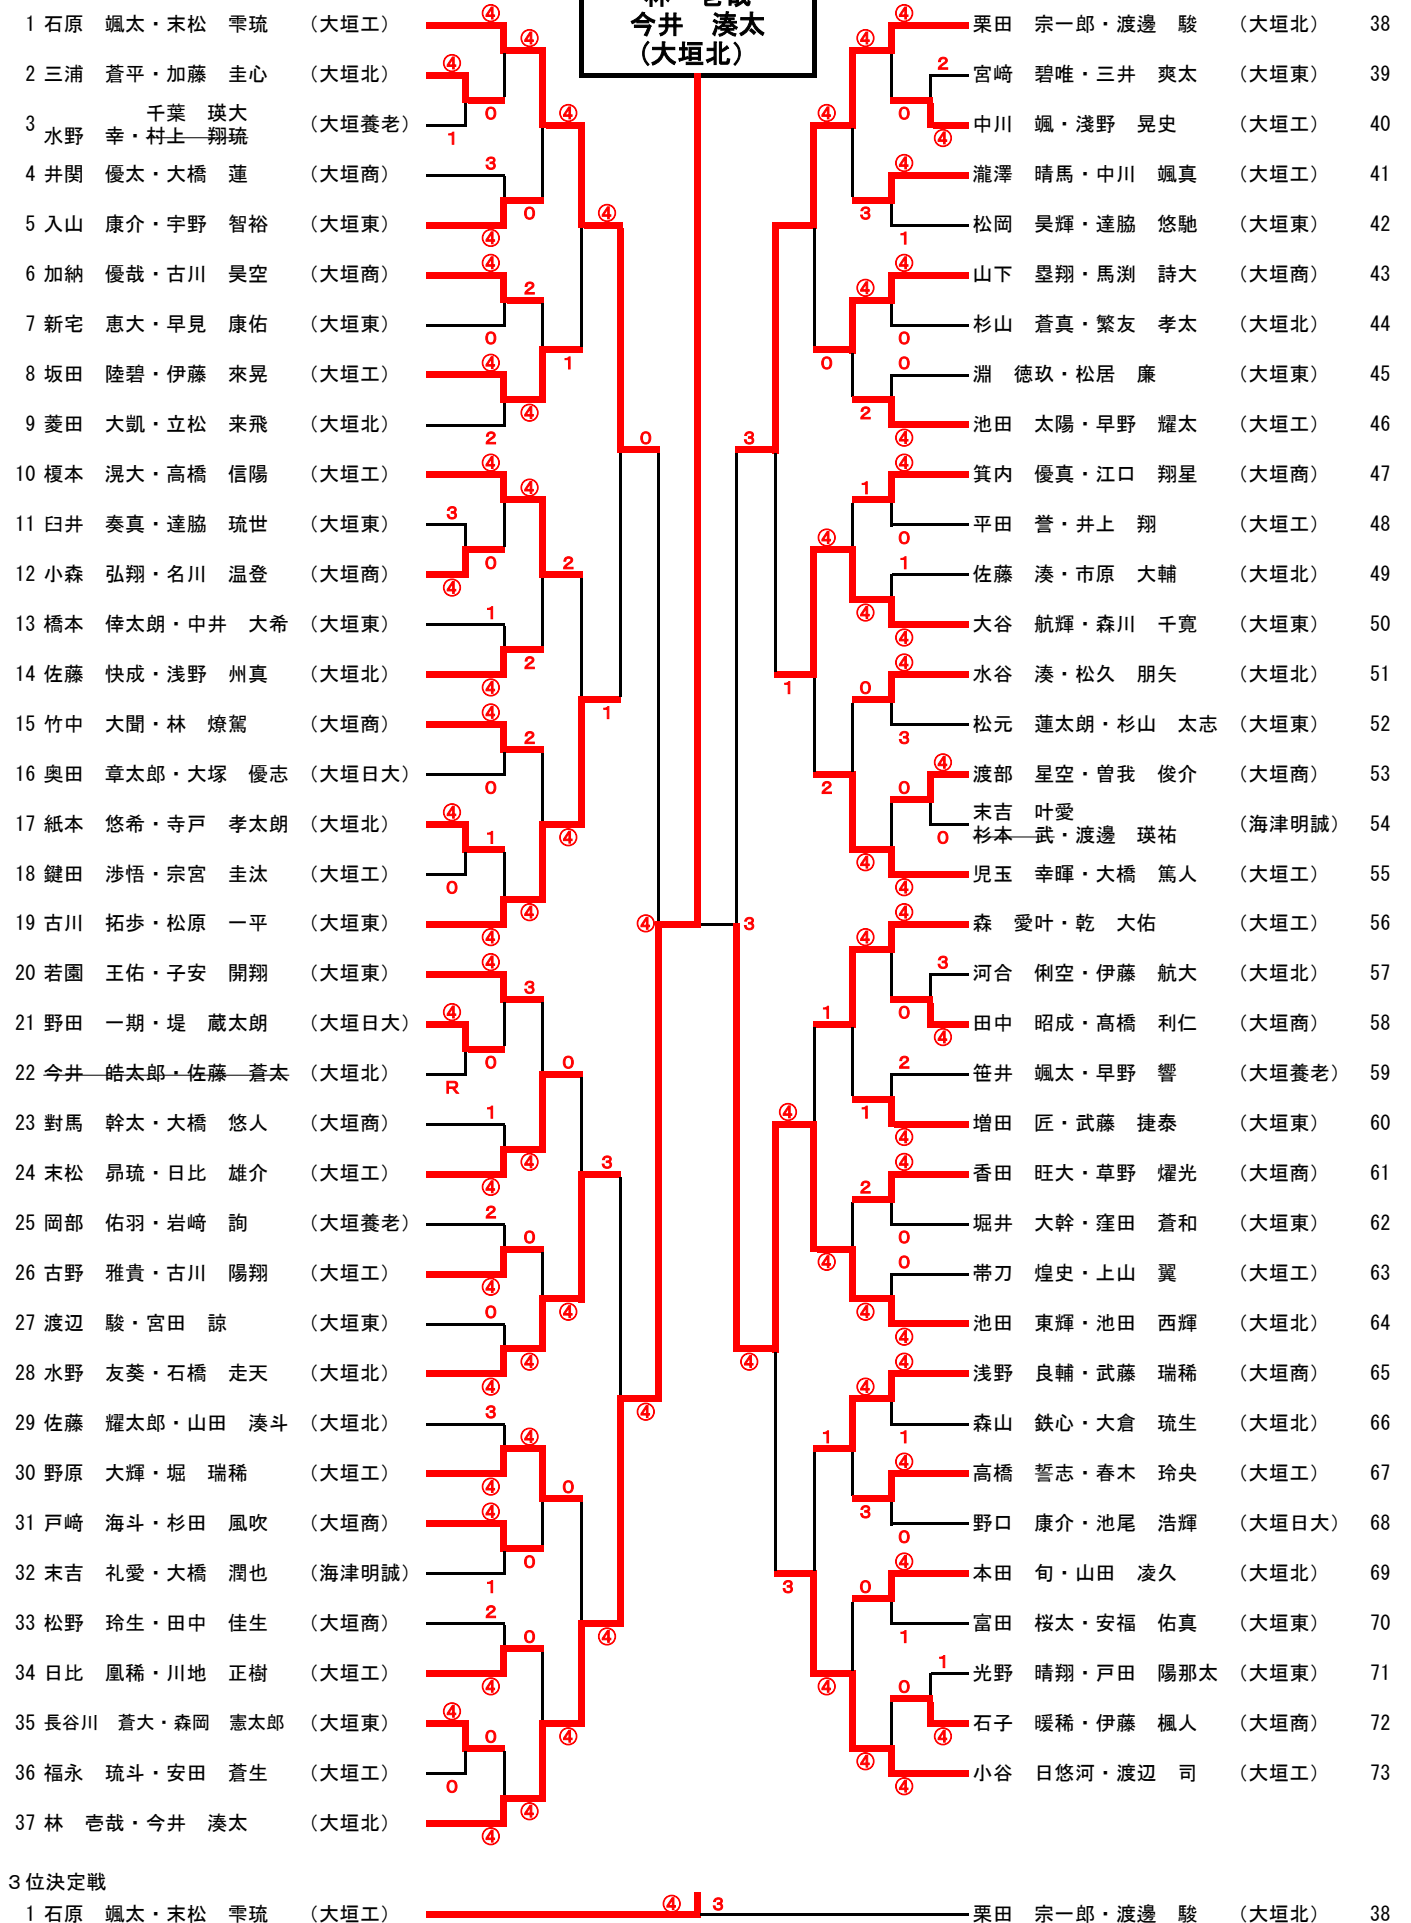 林　壱哉
今井　湊太
(大垣北)
1 石原　颯太・末松　雫琉 （大垣工）
2 三浦　蒼平・加藤　圭心 （大垣北）
千葉　瑛大
3 水野　幸・村上　翔琉 （大垣養老）
4 井関　優太・大橋　蓮 （大垣商）
5 入山　康介・宇野　智裕 （大垣東）
6 加納　優哉・古川　昊空 （大垣商）
7 新宅　恵大・早見　康佑 （大垣東）
8 坂田　陸碧・伊藤　來晃 （大垣工）
9 菱田　大凱・立松　来飛 （大垣北）
10 榎本　滉大・高橋　信陽 （大垣工）
11 臼井　奏真・達脇　琉世 （大垣東）
12 小森　弘翔・名川　温登 （大垣商）
13 橋本　倖太朗・中井　大希 （大垣東）
14 佐藤　快成・浅野　州真 （大垣北）
15 竹中　大聞・林　燎駕 （大垣商）
16 奥田　章太郎・大塚　優志 （大垣日大）
17 紙本　悠希・寺戸　孝太朗 （大垣北）
18 鍵田　渉悟・宗宮　圭汰 （大垣工）
19 古川　拓歩・松原　一平 （大垣東）
20 若園　王佑・子安　開翔 （大垣東）
21 野田　一期・堤　蔵太朗 （大垣日大）
22 今井　皓太郎・佐藤　蒼太 （大垣北）
23 對馬　幹太・大橋　悠人 （大垣商）
24 末松　昴琉・日比　雄介 （大垣工）
25 岡部　佑羽・岩﨑　詢 （大垣養老）
26 古野　雅貴・古川　陽翔 （大垣工）
27 渡辺　駿・宮田　諒 （大垣東）
28 水野　友葵・石橋　走天 （大垣北）
29 佐藤　耀太郎・山田　湊斗 （大垣北）
30 野原　大輝・堀　瑞稀 （大垣工）
31 戸﨑　海斗・杉田　風吹 （大垣商）
32 末吉　礼愛・大橋　潤也 （海津明誠）
33 松野　玲生・田中　佳生 （大垣商）
34 日比　凰稀・川地　正樹 （大垣工）
35 長谷川　蒼大・森岡　憲太郎 （大垣東）
36 福永　琉斗・安田　蒼生 （大垣工）
37 林　壱哉・今井　湊太 （大垣北）
栗田　宗一郎・渡邊　駿 （大垣北） 38
宮﨑　碧唯・三井　爽太 （大垣東） 39
中川　颯・淺野　晃史 （大垣工） 40
瀧澤　晴馬・中川　颯真 （大垣工） 41
松岡　昊輝・達脇　悠馳 （大垣東） 42
山下　塁翔・馬渕　詩大 （大垣商） 43
杉山　蒼真・繁友　孝太 （大垣北） 44
淵　徳玖・松居　廉 （大垣東） 45
池田　太陽・早野　耀太 （大垣工） 46
箕内　優真・江口　翔星 （大垣商） 47
平田　誉・井上　翔 （大垣工） 48
佐藤　湊・市原　大輔 （大垣北） 49
大谷　航輝・森川　千寛 （大垣東） 50
水谷　湊・松久　朋矢 （大垣北） 51
松元　蓮太朗・杉山　太志 （大垣東） 52
渡部　星空・曽我　俊介 （大垣商） 53
末吉　叶愛
杉本　武・渡邊　瑛祐 （海津明誠） 54
児玉　幸暉・大橋　篤人 （大垣工） 55
森　愛叶・乾　大佑 （大垣工） 56
河合　俐空・伊藤　航大 （大垣北） 57
田中　昭成・髙橋　利仁 （大垣商） 58
笹井　颯太・早野　響 （大垣養老） 59
増田　匠・武藤　捷泰 （大垣東） 60
香田　旺大・草野　燿光 （大垣商） 61
堀井　大幹・窪田　蒼和 （大垣東） 62
帯刀　煌史・上山　翼 （大垣工） 63
池田　東輝・池田　西輝 （大垣北） 64
浅野　良輔・武藤　瑞稀 （大垣商） 65
森山　鉄心・大倉　琉生 （大垣北） 66
高橋　誓志・春木　玲央 （大垣工） 67
野口　康介・池尾　浩輝 （大垣日大） 68
本田　旬・山田　凌久 （大垣北） 69
富田　桜太・安福　佑真 （大垣東） 70
光野　晴翔・戸田　陽那太 （大垣東） 71
石子　暖稀・伊藤　楓人 （大垣商） 72
小谷　日悠河・渡辺　司 （大垣工） 73
３位決定戦
1 石原　颯太・末松　雫琉 （大垣工） ④ 3 栗田　宗一郎・渡邊　駿 （大垣北） 38